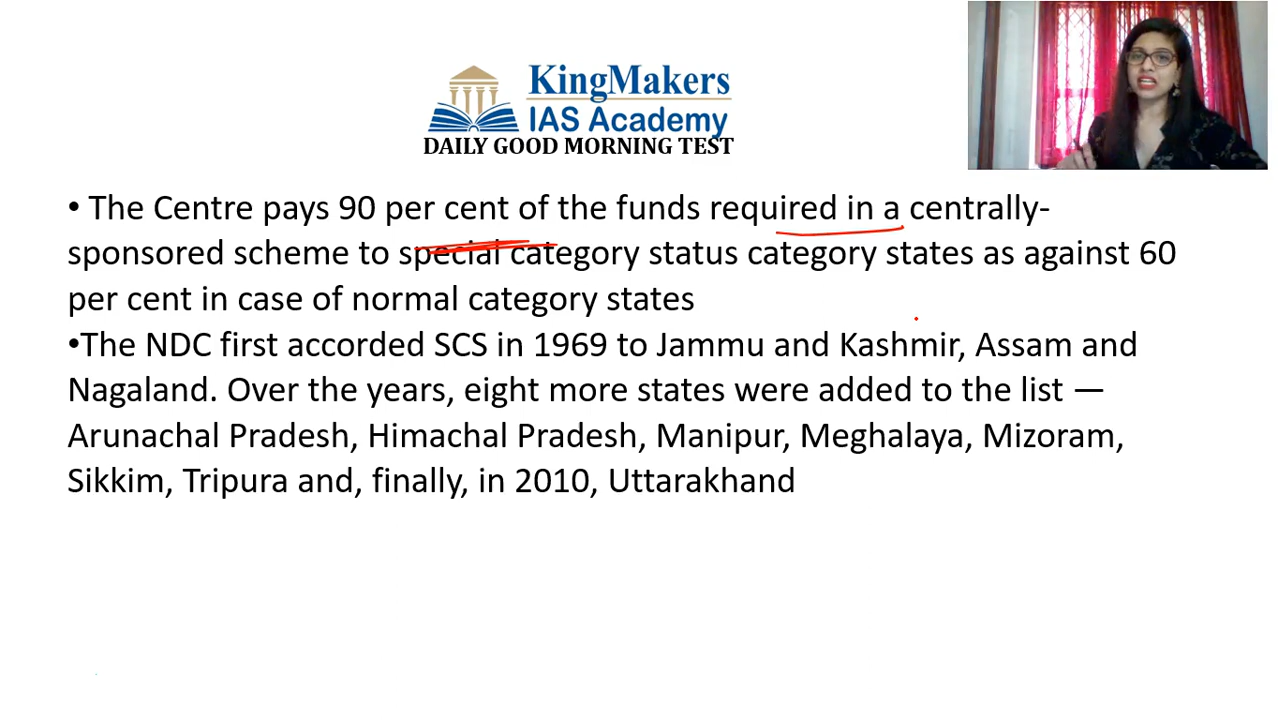 KingMakers
IAS Academy
DAILY GOOD MORNING TEST
• The Centre pays 90 per cent of the funds required in a centrally-
sponsored scheme to special category status category states as against 60
per cent in case of normal category states
•The NDC first accorded SCS in 1969 to Jammu and Kashmir, Assam and
Nagaland. Over the years, eight more states were added to the list —
Arunachal Pradesh, Himachal Pradesh, Manipur, Meghalaya, Mizoram,
Sikkim, Tripura and, finally, in 2010, Uttarakhand